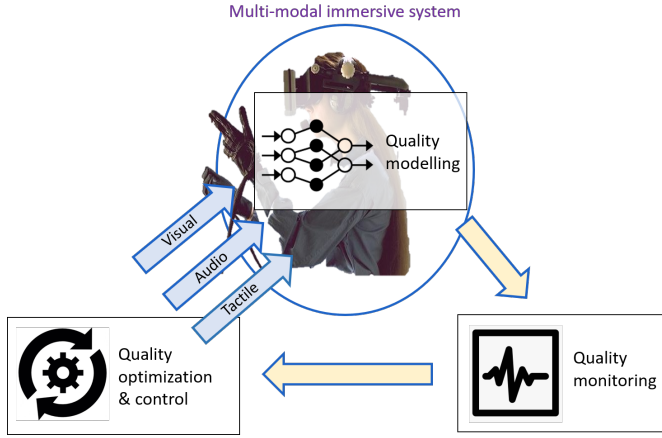 Multi-modal immersive system
Quality
modelling
Visual
Audio
Tactile
Quality
optimization
& control
Quality
monitoring